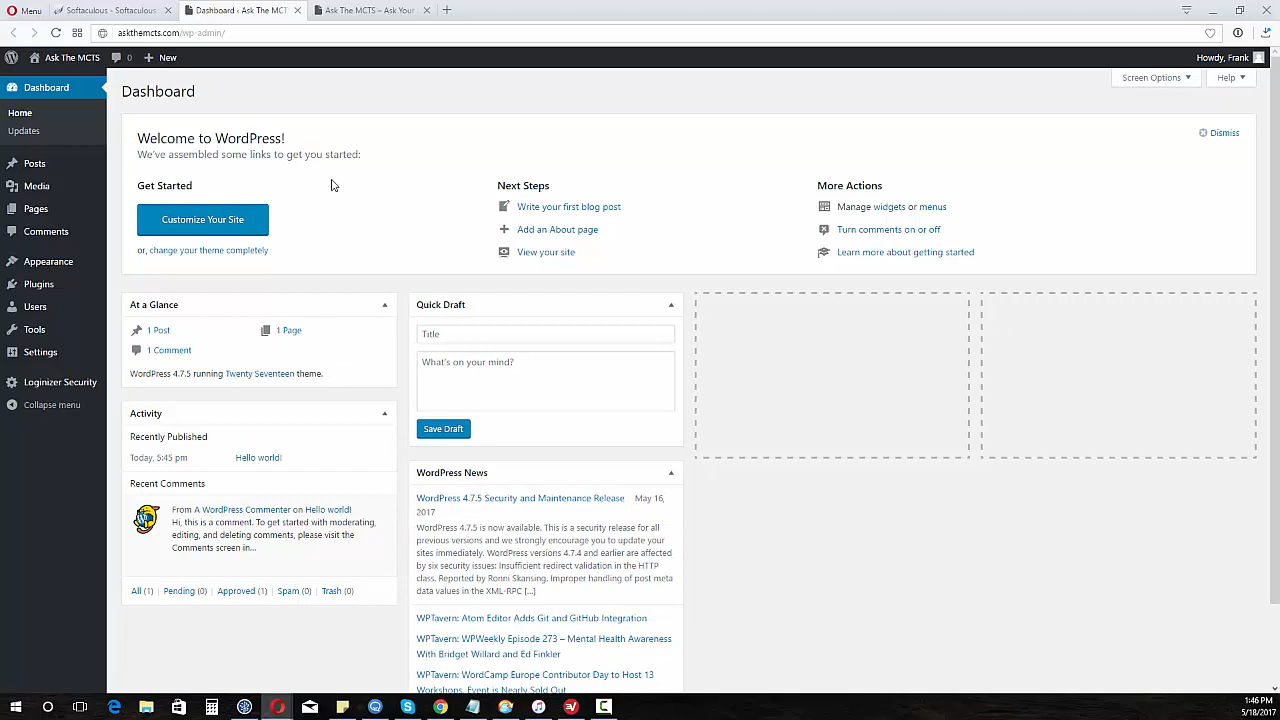 Menu
Softaculous - Softaculous
Dashboard ‹ Ask The MCT
Ask The MCTS – Ask Your
askthemcts.com/wp-admin/
Ask The MCTS
0
New
Howdy, Frank
Screen Options
Help
Dashboard
Home
Updates
Posts
Media
Pages
Comments
Appearance
Plugins
Users
Tools
Settings
Loginizer Security
Collapse menu
Dashboard
Welcome to WordPress!
We've assembled some links to get you started:
Dismiss
Get Started
Customize Your Site
or, change your theme completely
Next Steps
Write your first blog post
Add an About page
View your site
More Actions
Manage widgets or menus
Turn comments on or off
Learn more about getting started
At a Glance
1 Post
1 Page
1 Comment
WordPress 4.7.5 running Twenty Seventeen theme.
Activity
Recently Published
Today, 5:45 pm
Hello world!
Recent Comments
From A WordPress Commenter on Hello world!
Hi, this is a comment. To get started with moderating,
editing, and deleting comments, please visit the
Comments screen in…
All (1) | Pending (0) | Approved (1) | Spam (0) | Trash (0)
Quick Draft
Title
What's on your mind?
Save Draft
WordPress News
WordPress 4.7.5 Security and Maintenance Release May 16,
2017
WordPress 4.7.5 is now available. This is a security release for all
previous versions and we strongly encourage you to update your
sites immediately. WordPress versions 4.7.4 and earlier are affected
by six security issues: Insufficient redirect validation in the HTTP
class. Reported by Ronni Skansing. Improper handling of post meta
data values in the XML-RPC […]
WPTavern: Atom Editor Adds Git and GitHub Integration
WPTavern: WPWeekly Episode 273 – Mental Health Awareness
With Bridget Willard and Ed Finkler
WPTavern: WordCamp Europe Contributor Day to Host 13
Workshops, Event is Nearly Sold Out
1:46 PM
5/18/2017